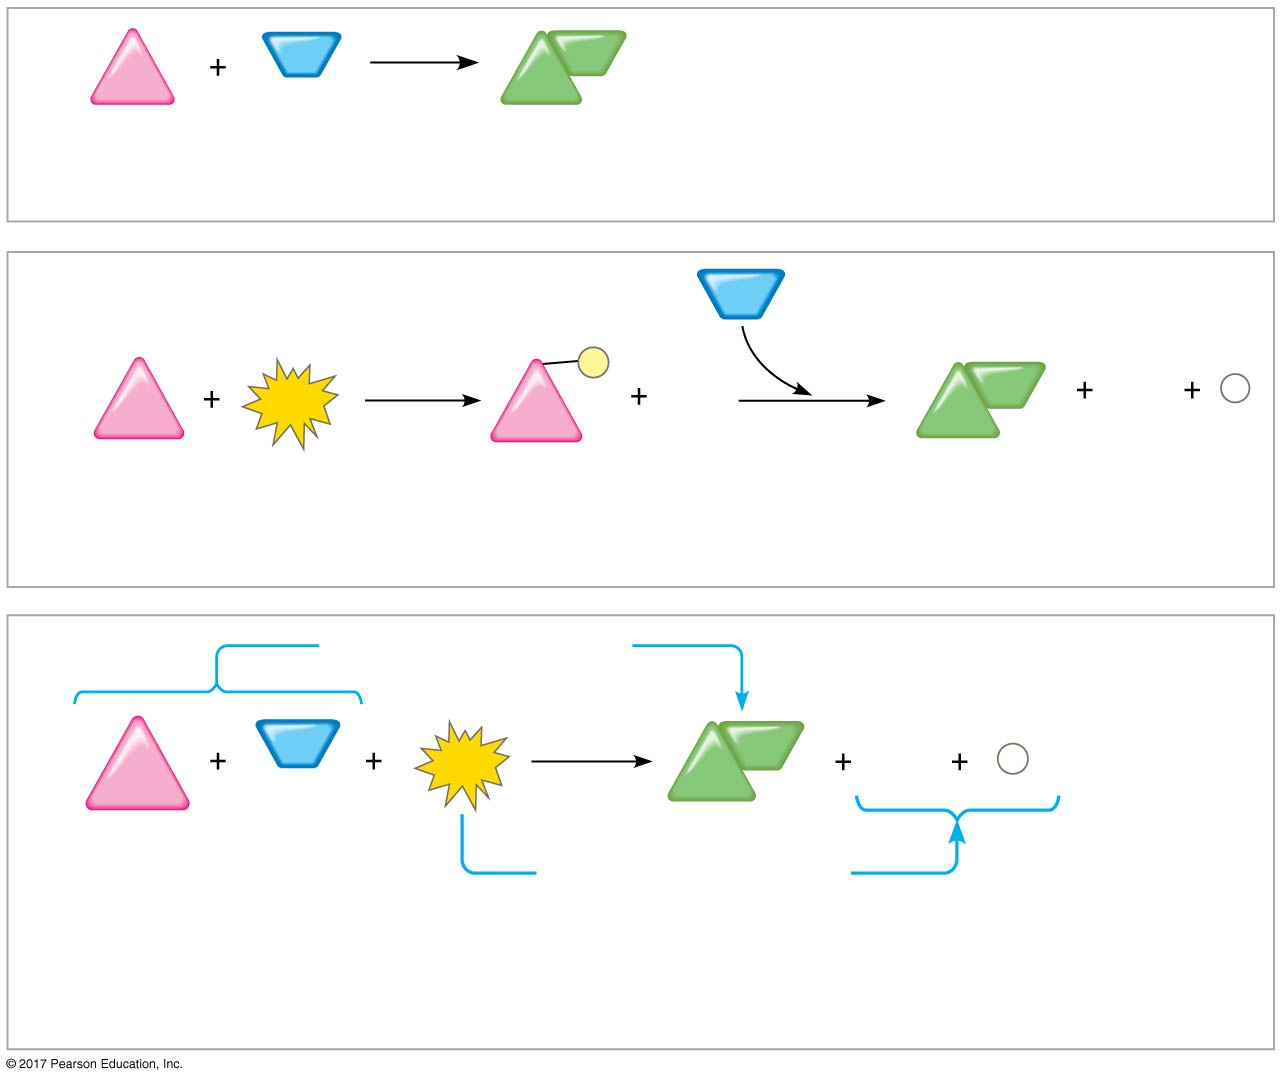 +
+ + + +
+ + + +
© 2017 Pearson Education, Inc.